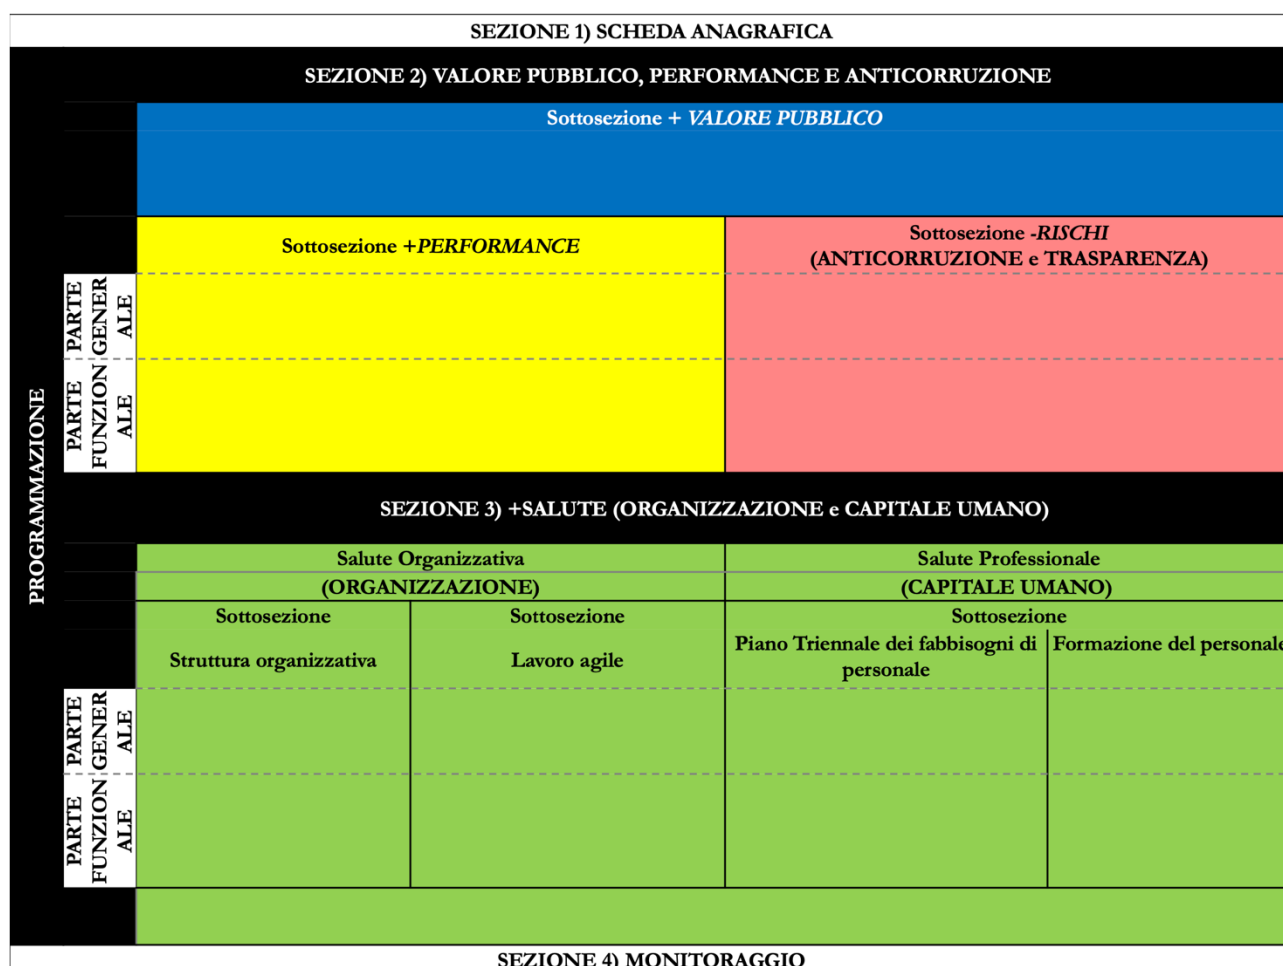 SEZIONE 1) SCHEDA ANAGRAFICA
SEZIONE 2) VALORE PUBBLICO, PERFORMANCE E ANTICORRUZIONE
Sottosezione + VALORE PUBBLICO
Sottosezione +PERFORMANCE
Sottosezione -RISCHI
(ANTICORRUZIONE e TRASPARENZA)
PARTE
GENER
ALE
PARTE
FUNZION
ALE
PROGRAMMAZIONE
SEZIONE 3) +SALUTE (ORGANIZZAZIONE e CAPITALE UMANO)
Salute Organizzativa
Salute Professionale
(ORGANIZZAZIONE)
(CAPITALE UMANO)
Sottosezione
Struttura organizzativa
Sottosezione
Lavoro agile
Sottosezione
Piano Triennale dei fabbisogni di
personale
Formazione del personale
PARTE
GENER
ALE
PARTE
FUNZION
ALE
SEZIONE 4) MONITORAGGIO